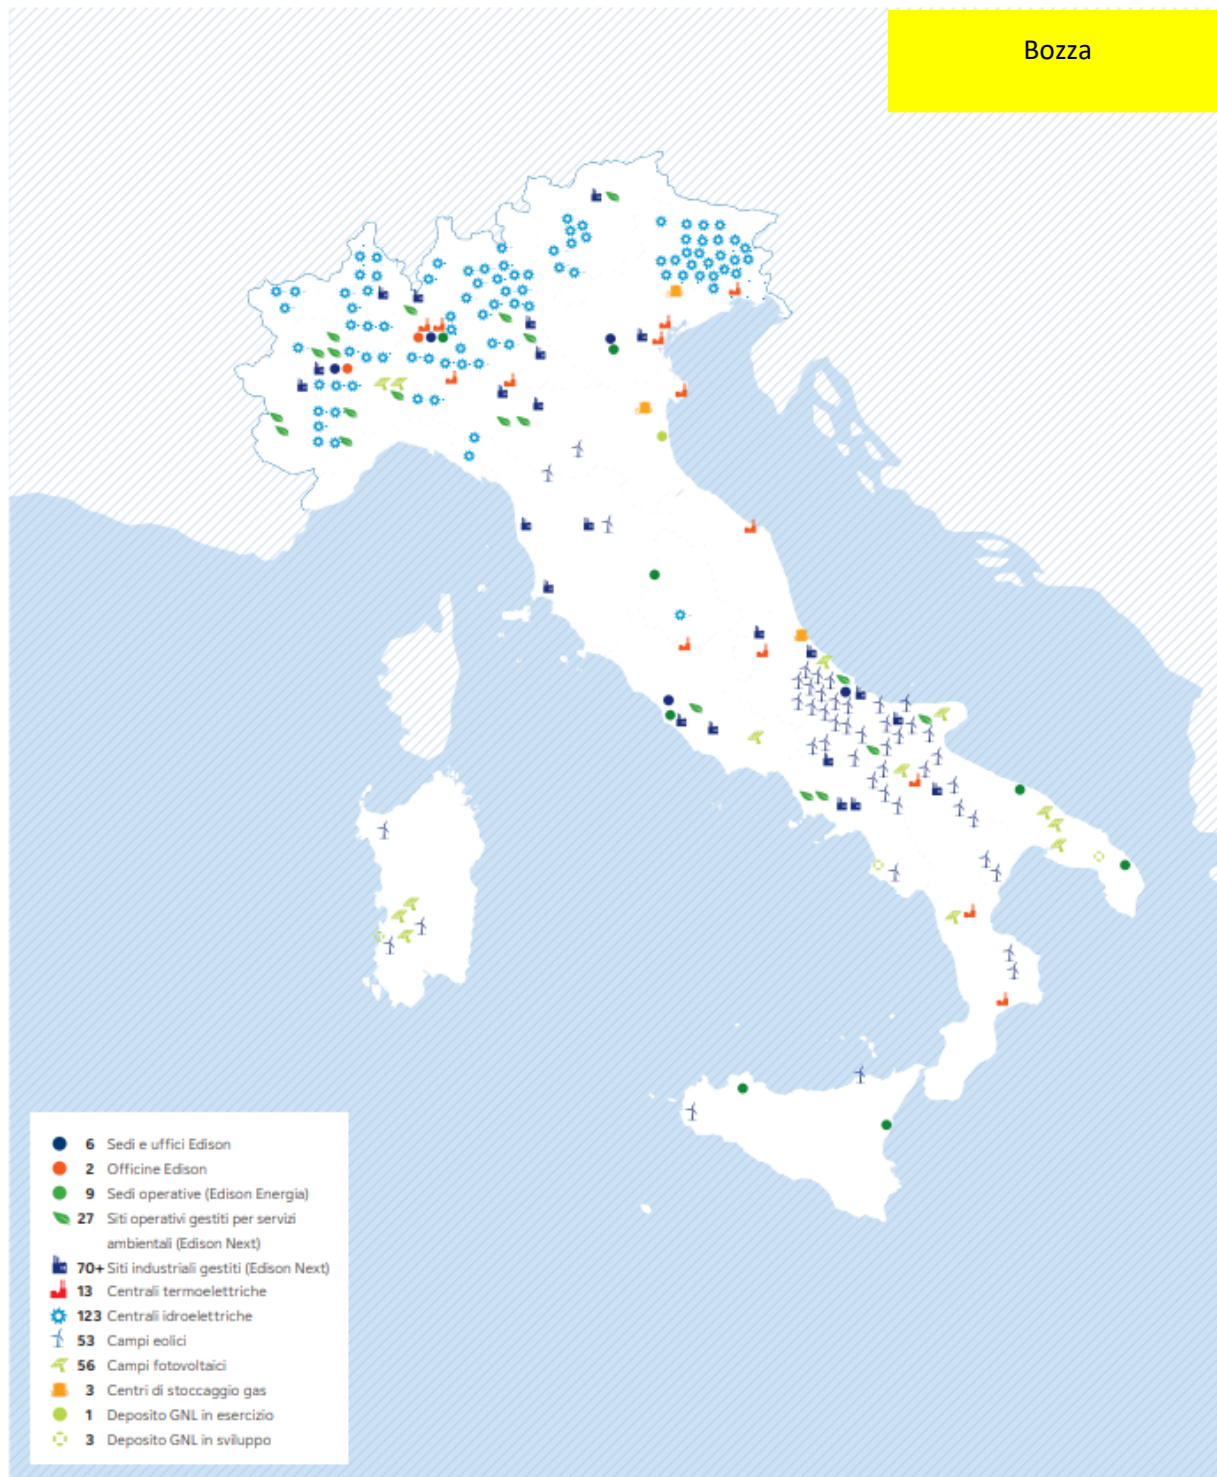 Bozza
6 Sedi e uffici Edison
2 Officine Edison
9 Sedi operative (Edison Energia)
27 Siti operativi gestiti per servizi
ambientali (Edison Next)
70+ Siti industriali gestiti (Edison Next)
13 Centrali termoelettriche
123 Centrali idroelettriche
53 Campi eolici
56 Campi fotovoltaici
3 Centri di stoccaggio gas
1 Deposito GNL in esercizio
3 Deposito GNL in sviluppo